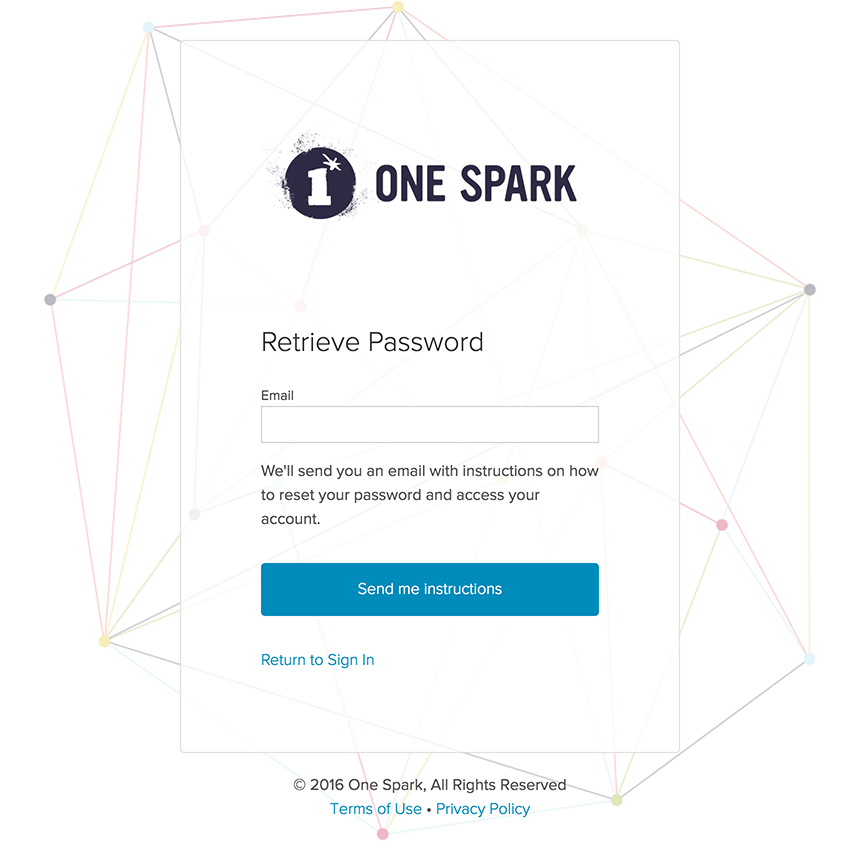 1
ONE SPARK
Retrieve Password
Email
We'll send you an email with instructions on how
to reset your password and access your
account.
Send me instructions
Return to Sign In
© 2016 One Spark, All Rights Reserved
Terms of Use • Privacy Policy